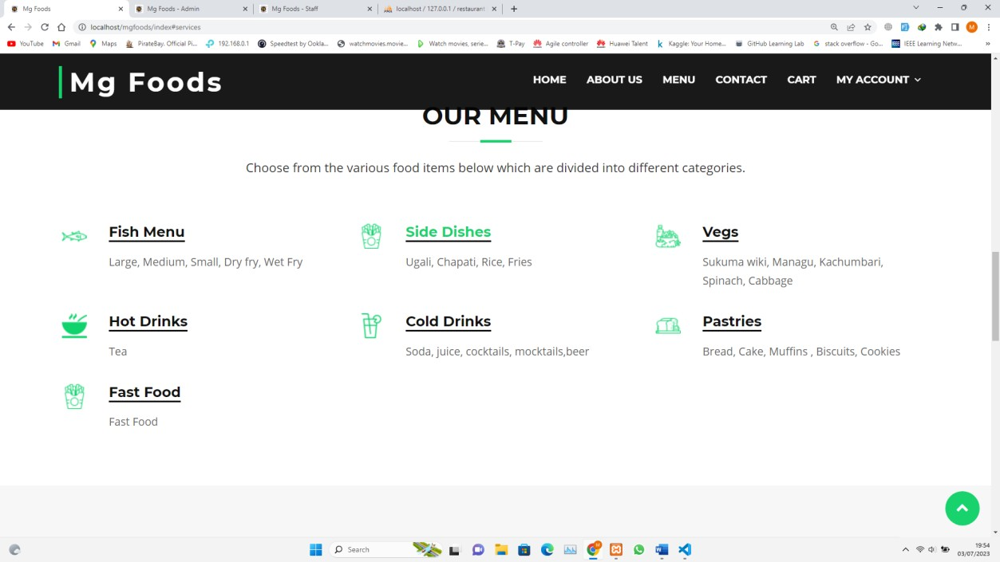 Mg Foods
Mg Foods - Admin
Mg Foods - Staff
localhost / 127.0.0.1 / restaurant
localhost/mgfoods/index#services
M
YouTube
Gmail
Maps
PirateBay. Official Pi...
192.168.0.1
Speedtest by Ookla...
watchmovies.movie...
Watch movies, serie...
T-Pay
Agile controller
Huawei Talent
Kaggle: Your Home...
GitHub Learning Lab
stack overflow - Go...
IEEE Learning Netw...
»
Mg Foods
HOME
ABOUT US
MENU
CONTACT
CART
MY ACCOUNT
OUR MENU
Choose from the various food items below which are divided into different categories.
Fish Menu
Large, Medium, Small, Dry fry, Wet Fry
Side Dishes
Ugali, Chapati, Rice, Fries
Vegs
Sukuma wiki, Managu, Kachumbari,
Spinach, Cabbage
Hot Drinks
Tea
Cold Drinks
Soda, juice, cocktails, mocktails,beer
Pastries
Bread, Cake, Muffins , Biscuits, Cookies
Fast Food
Fast Food
Search
19:54
03/07/2023